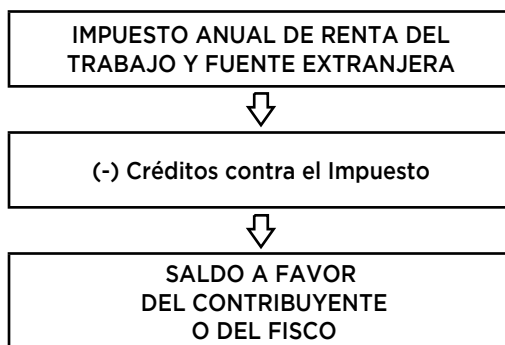 IMPUESTO ANUAL DE RENTA DEL
TRABAJO Y FUENTE EXTRANJERA
(-) Créditos contra el Impuesto
SALDO A FAVOR
DEL CONTRIBUYENTE
O DEL FISCO